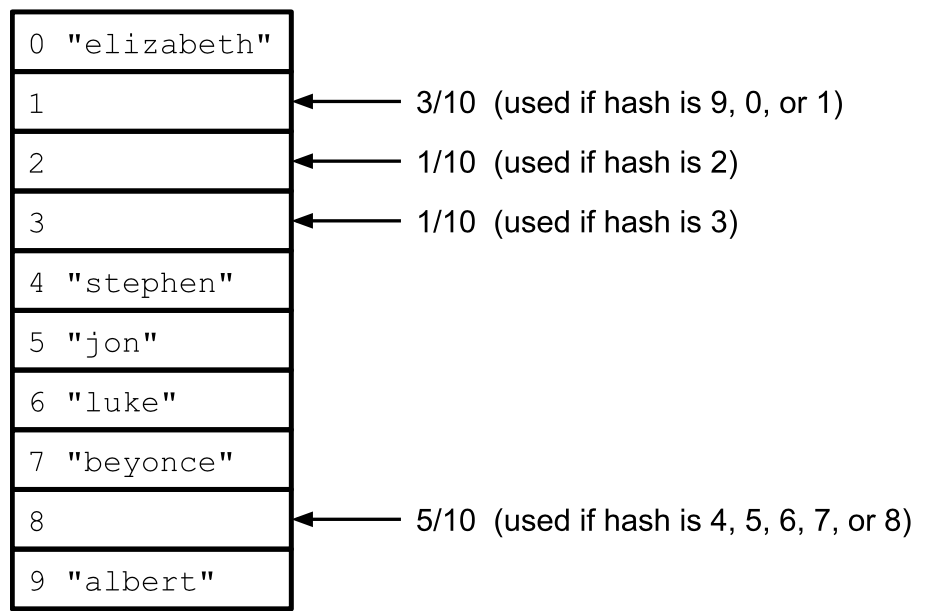 0 "elizabeth"
1 3/10 (used if hash is 9, 0, or 1)
2 1/10 (used if hash is 2)
3 1/10 (used if hash is 3)
4 "stephen"
5 "jon"
6 "luke"
7 "beyonce"
8 5/10 (used if hash is 4, 5, 6, 7, or 8)
9 "albert"